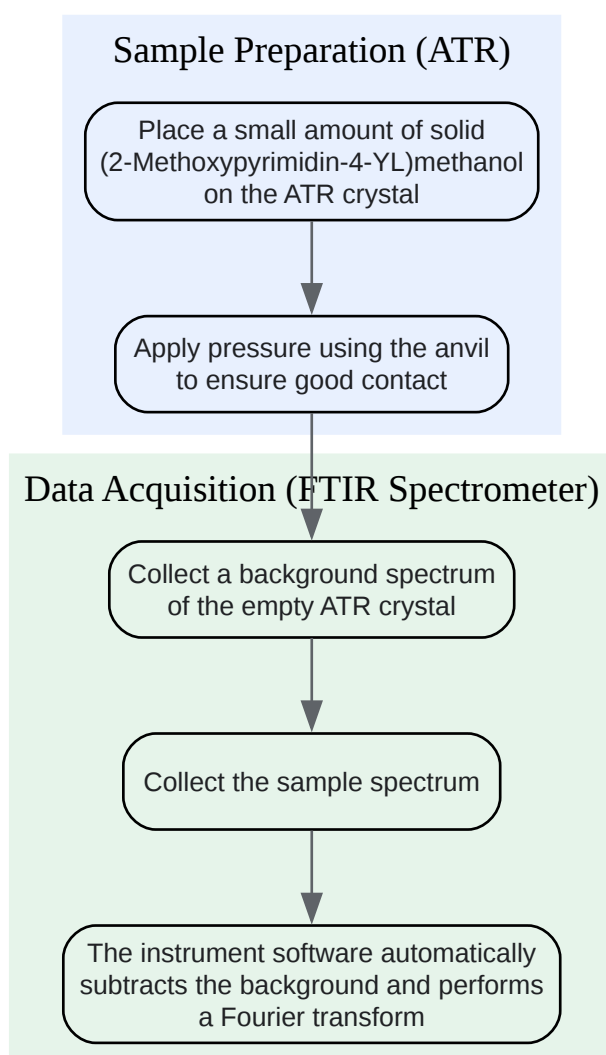 Sample Preparation (ATR)
Place a small amount of solid
(2-Methoxypyrimidin-4-YL)methanol
on the ATR crystal
Apply pressure using the anvil
to ensure good contact
Data Acquisition (FTIR Spectrometer)
Collect a background spectrum
of the empty ATR crystal
Collect the sample spectrum
The instrument software automatically
subtracts the background and performs
a Fourier transform